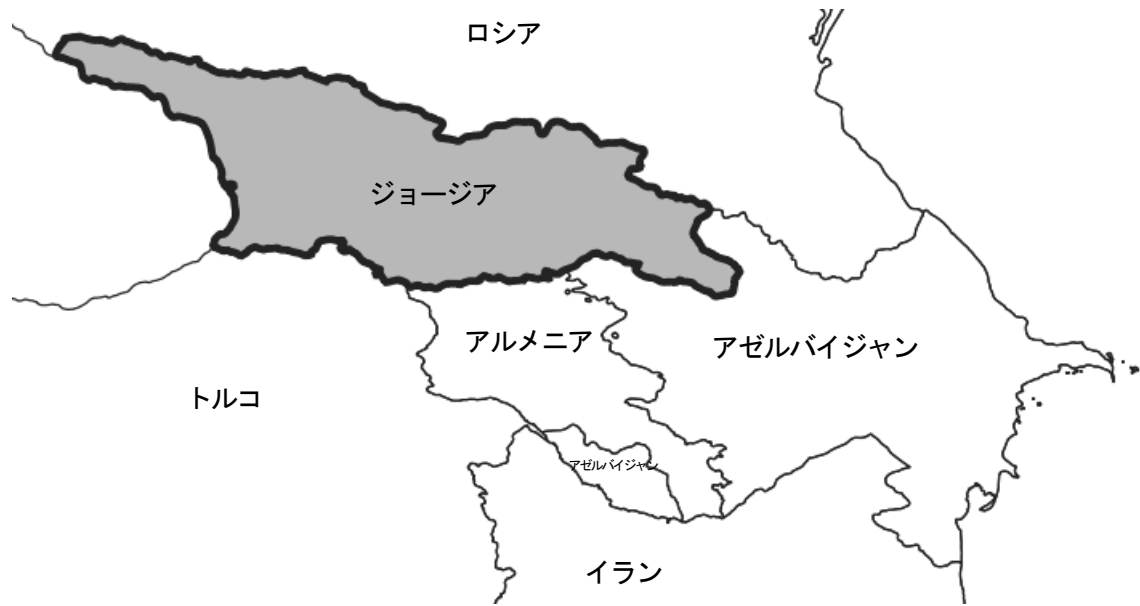 ロシア
ジョージア
アルメニア
アゼルバイジャン
トルコ
アゼルバイジャン
イラン